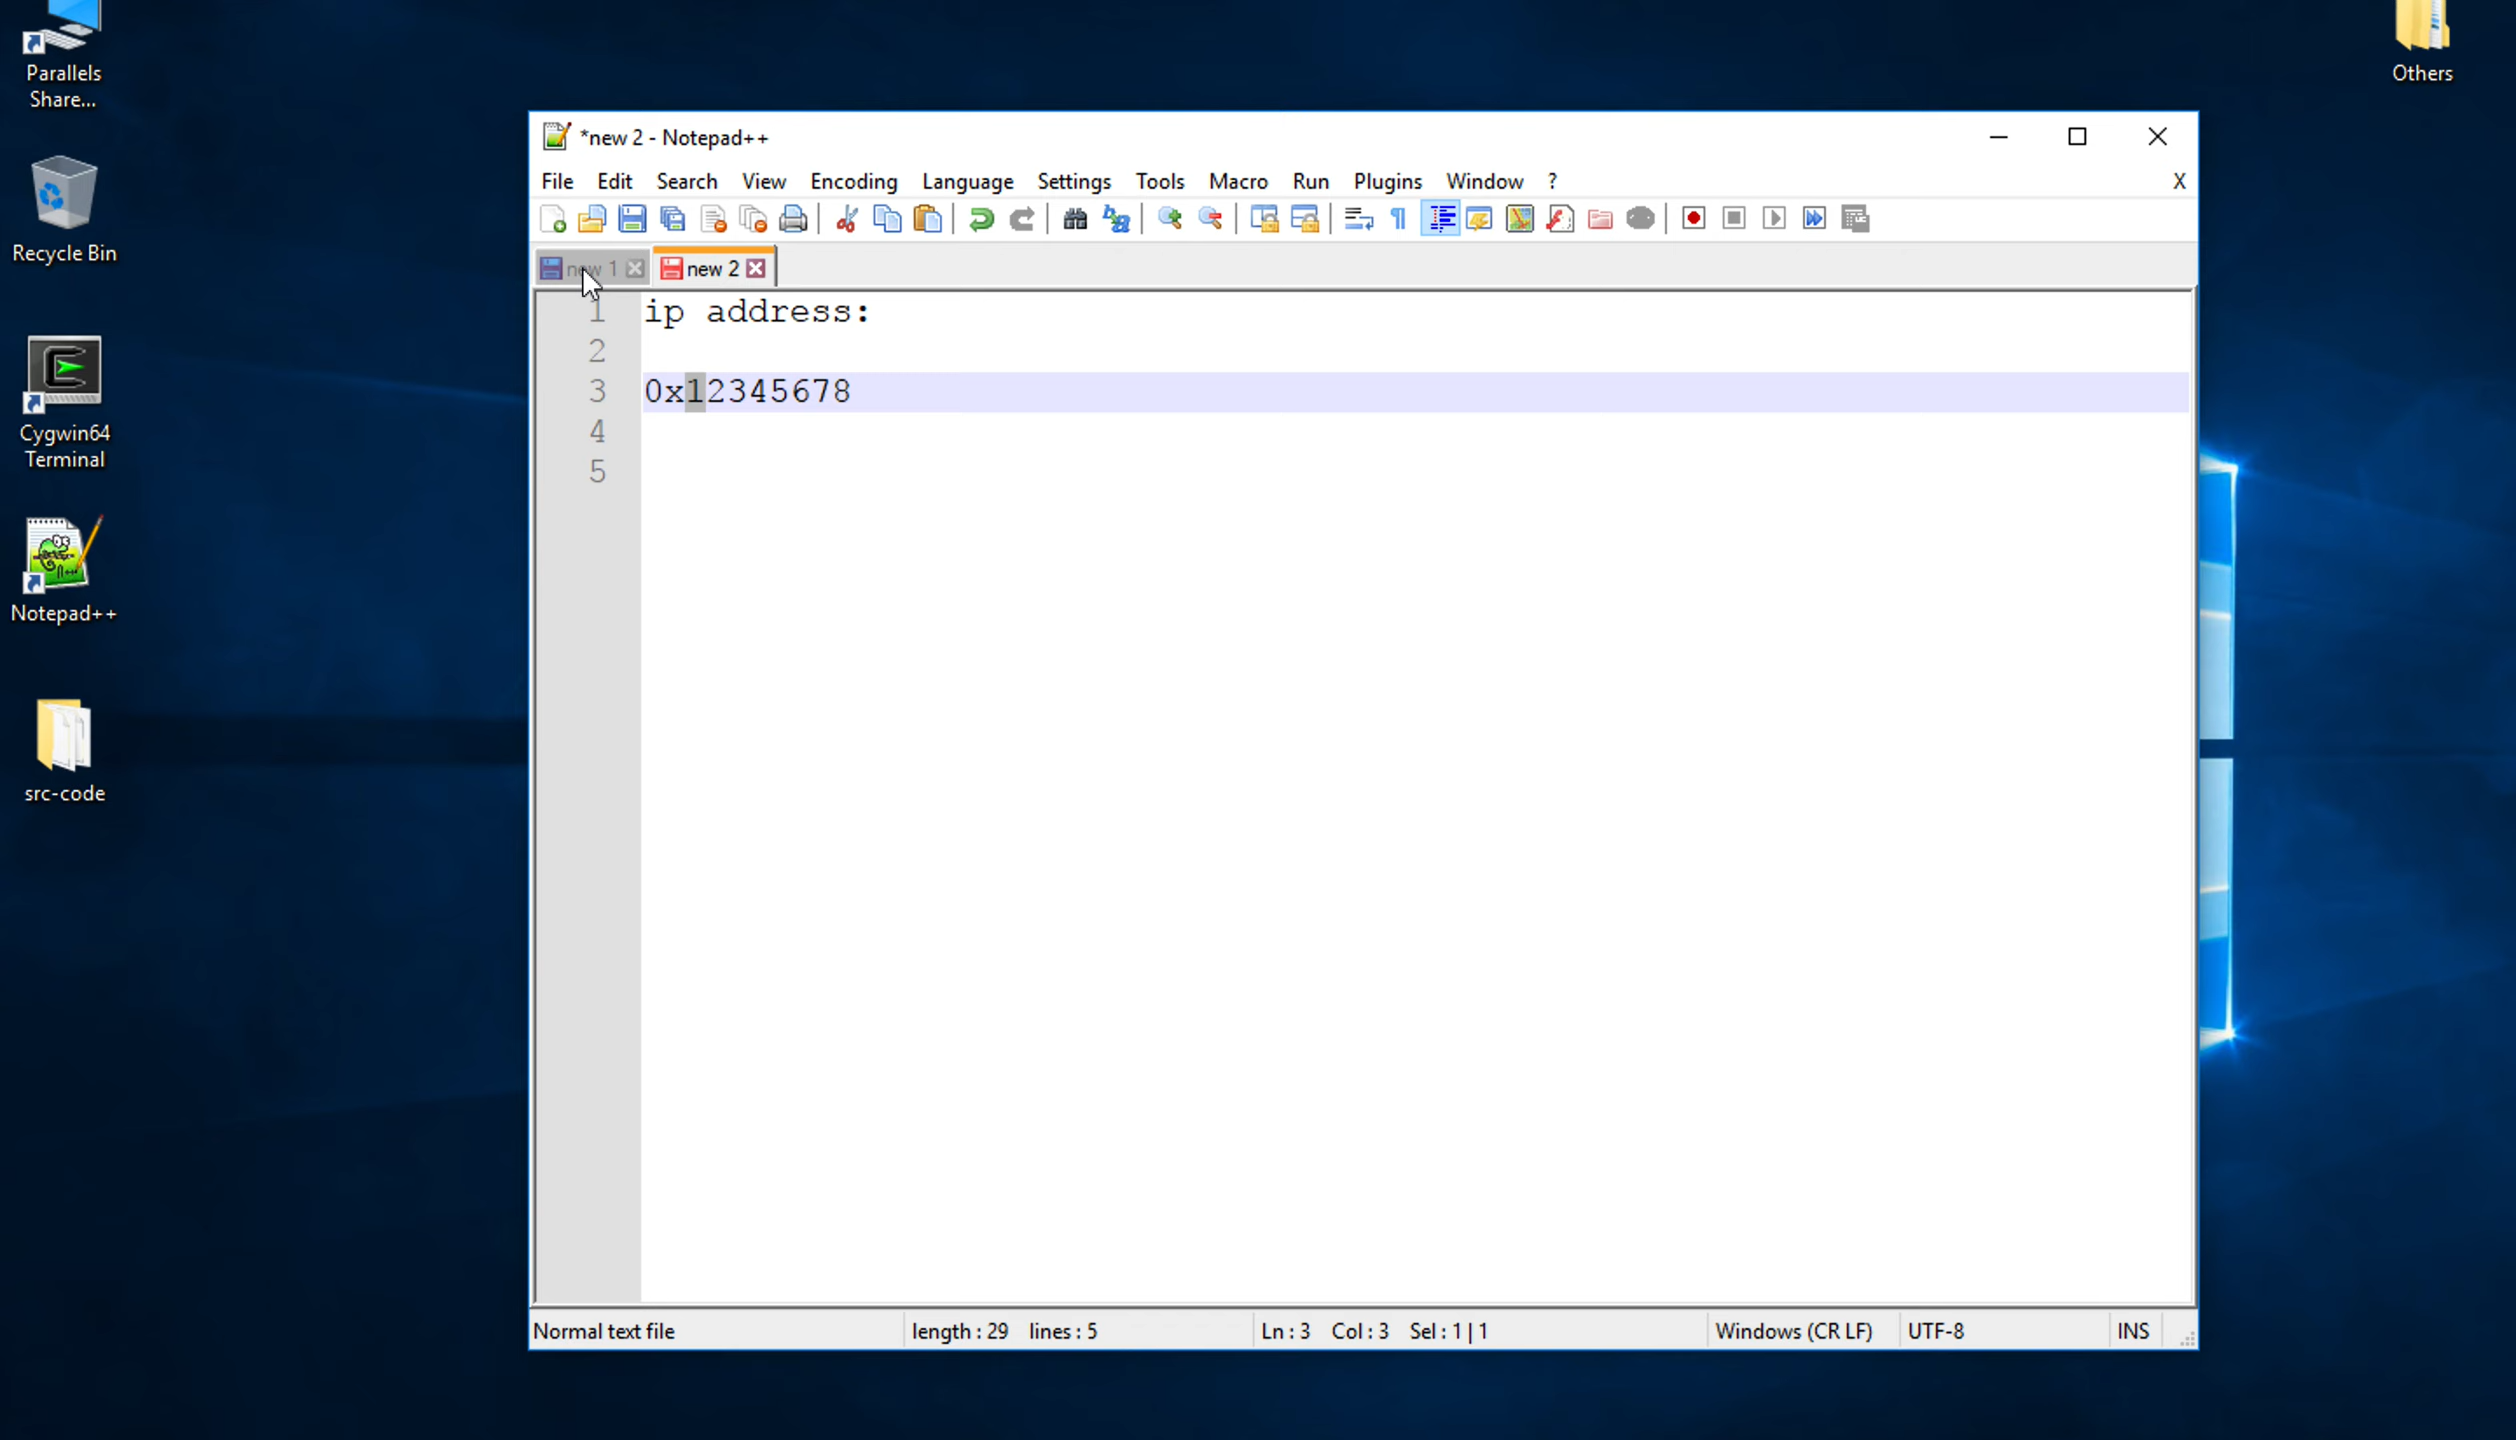 Parallels
Share...
Recycle Bin
Cygwin64
Terminal
Notepad++
src-code
Others
*new 2 - Notepad++
File Edit Search View Encoding Language Settings Tools Macro Run Plugins Window ? X
new 1 new 2
1 ip address:
2
3 0x12345678
4
5
Normal text file length : 29 lines : 5 Ln : 3 Col : 3 Sel : 1 | 1 Windows (CR LF) UTF-8 INS